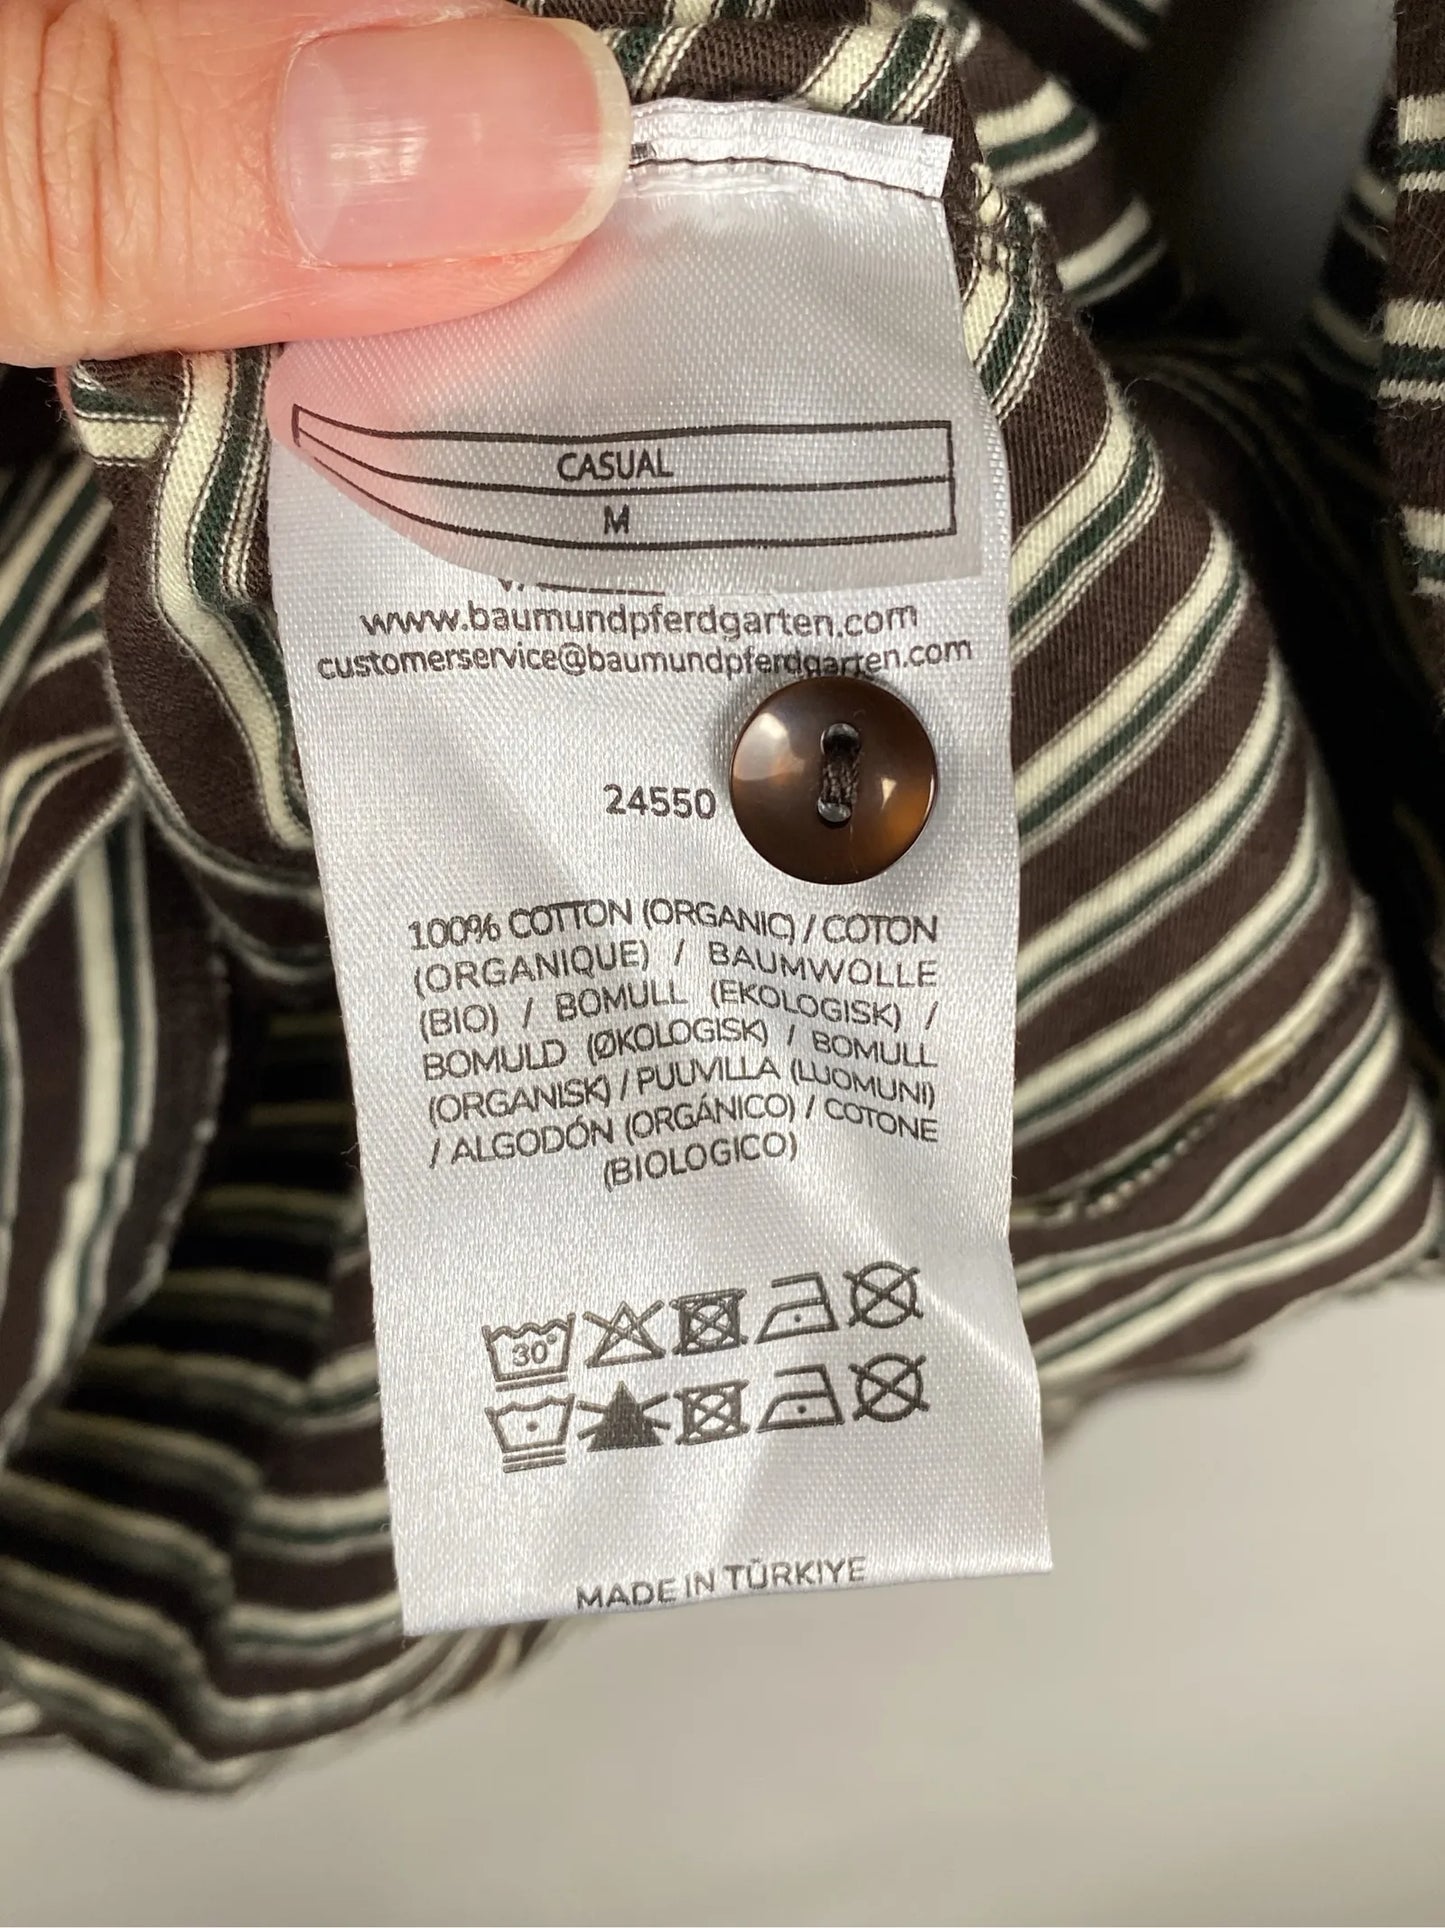 CASUAL
M
www.baumundpferdgarten.com
customerservice@baumundpferdgarten.com
24550
100% COTTON (ORGANIC) / COTON
(ORGANIQUE) / BAUMWOLLE
(BIO) / BOMULL (EKOLOGISK) /
BOMULD (ØKOLOGISK) / BOMULL
(ORGANISK) / PUUVILLA (LUOMUNI)
/ ALGODÓN (ORGÁNICO) / COTONE
(BIOLOGICO)
30°
MADE IN TÜRKIYE